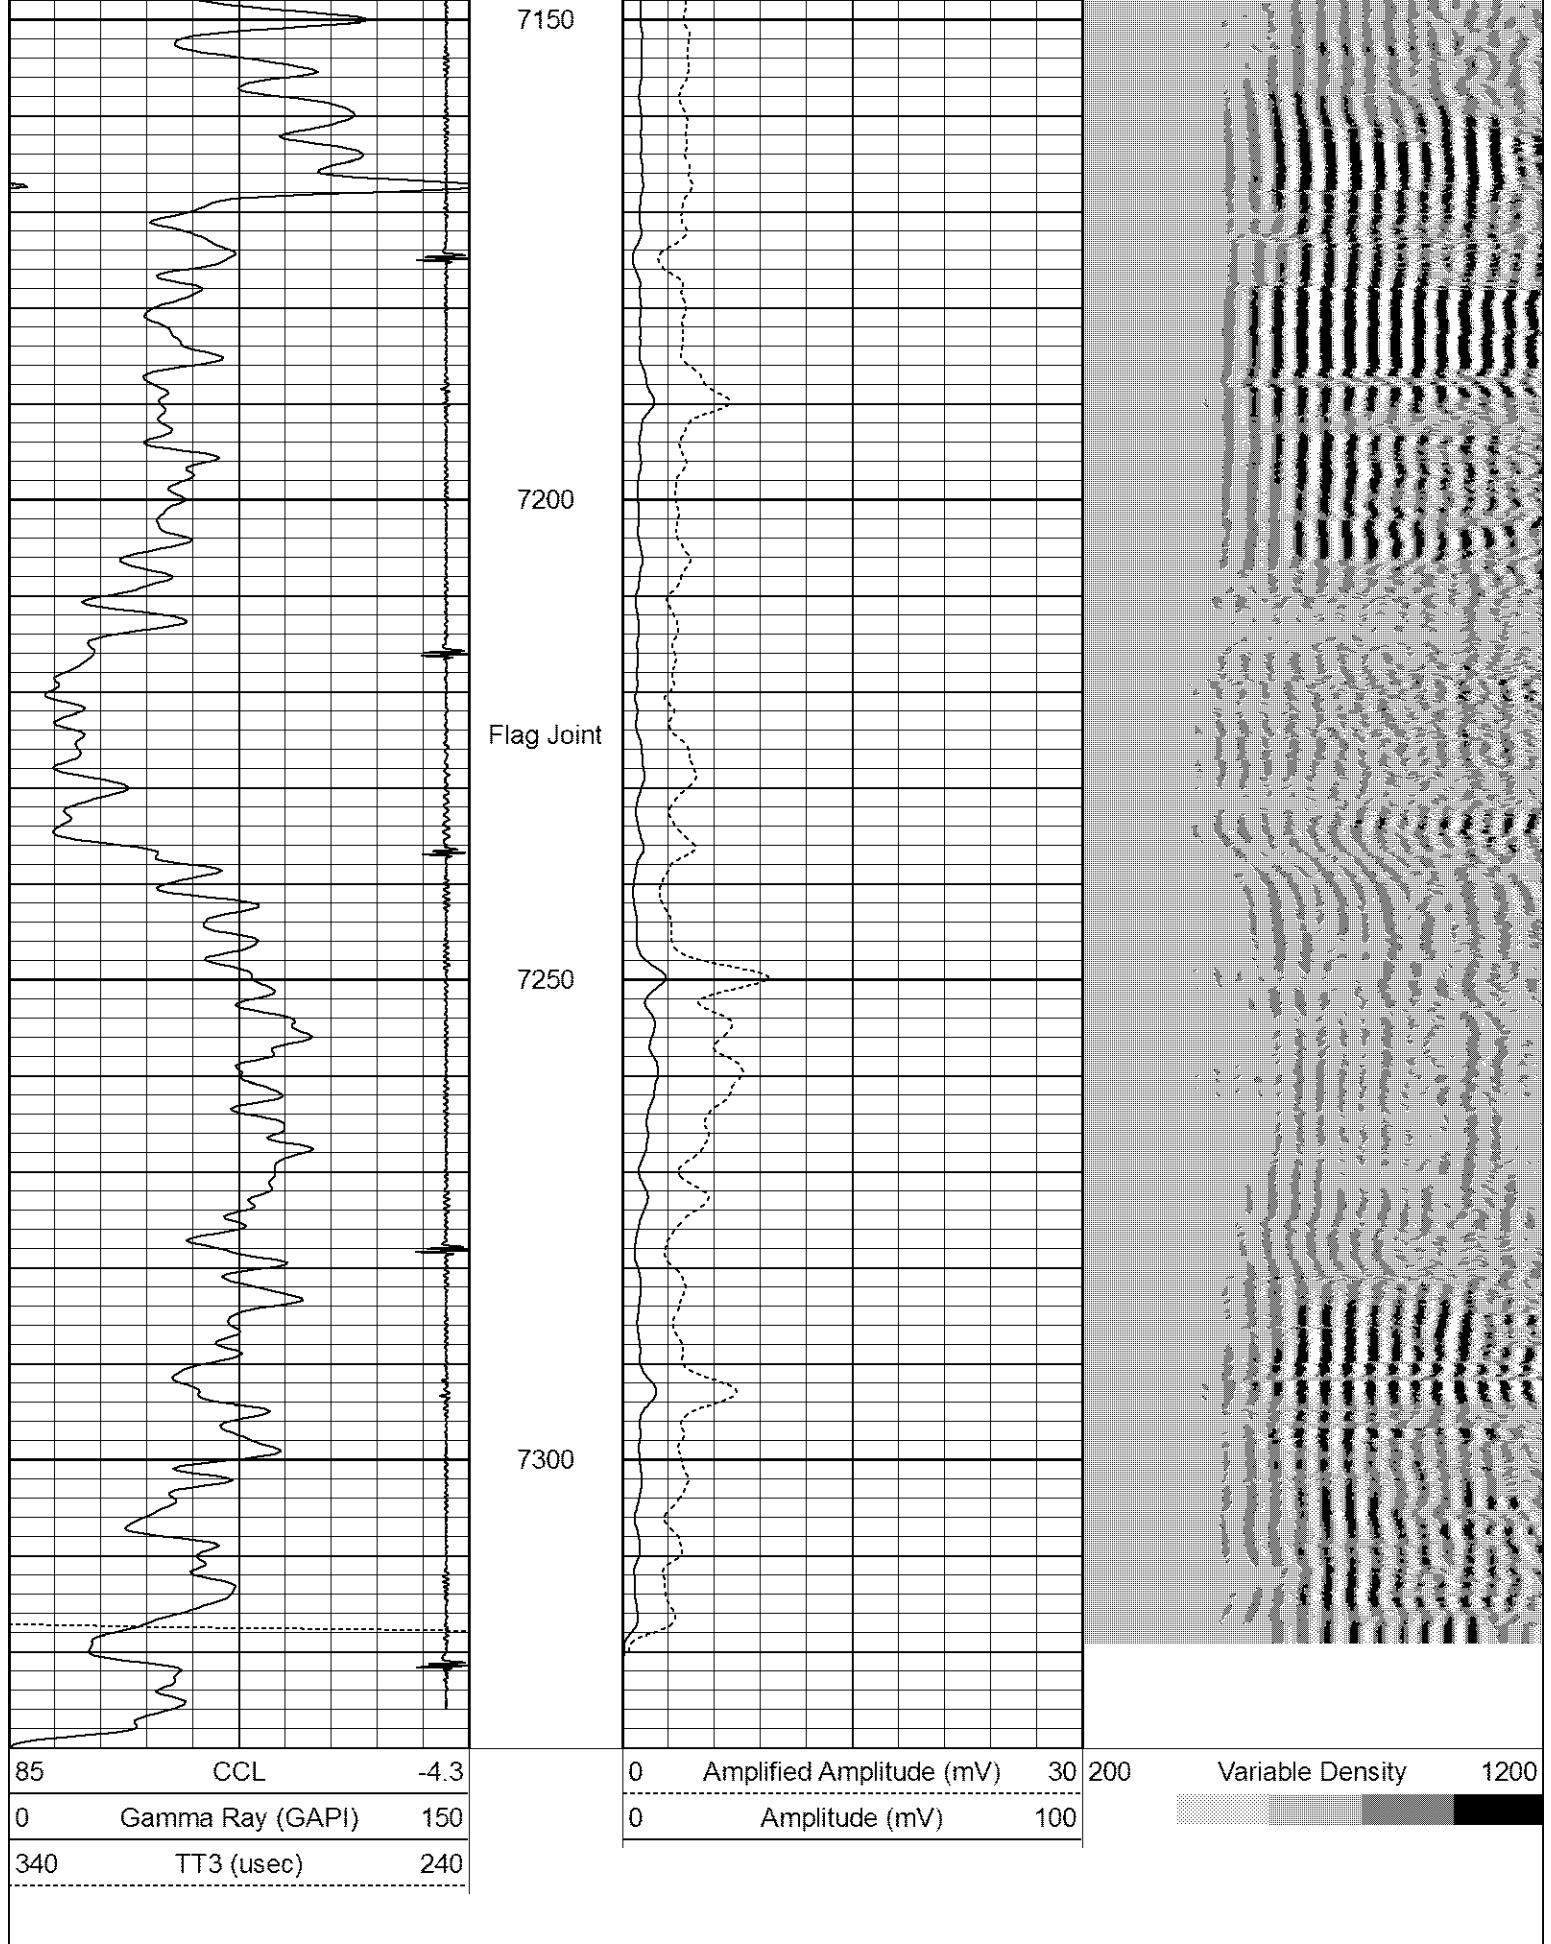 7150
7200
Flag Joint
7250
7300
85 CCL -4.3
0 Gamma Ray (GAPI) 150
340 TT3 (usec) 240
0 Amplified Amplitude (mV) 30
0 Amplitude (mV) 100
200 Variable Density 1200